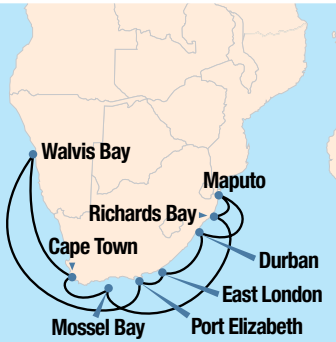 Walvis Bay
Maputo
Richards Bay
Cape Town
Durban
East London
Mossel Bay
Port Elizabeth